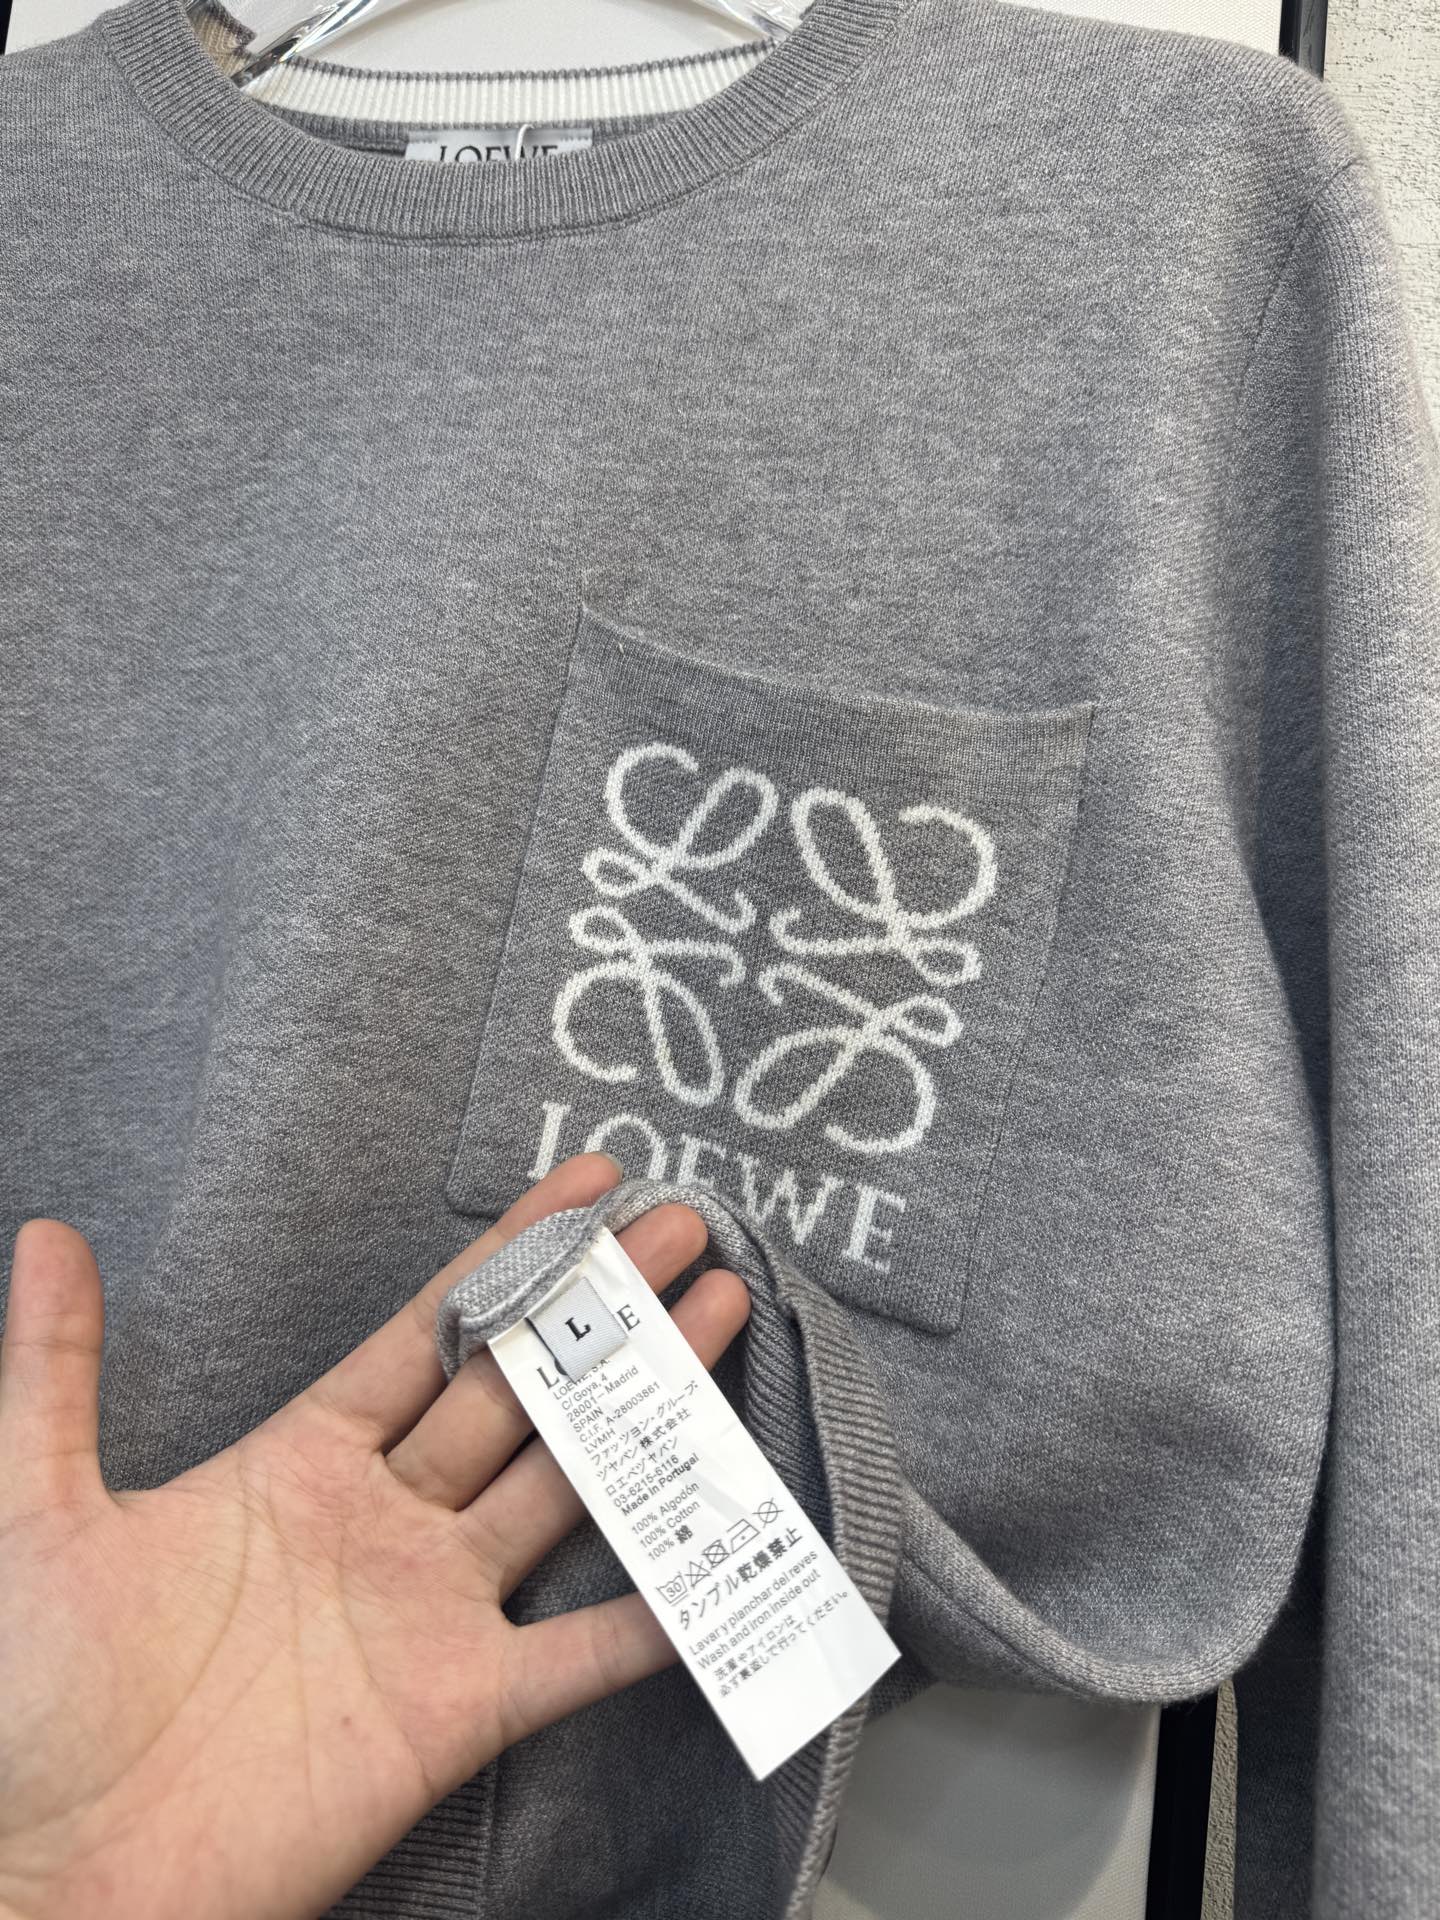 LOEWE
LOEWE
L
LOEWE, S.A.
C/ Goya, 4
28001 – Madrid
SPAIN
C.I.F. A-28003861
LVMH
ファッション・グループ・
ジャパン株式会社
ロエベジャパン
03-6215-6116
Made in Portugal
100% Algodón
100% Cotton
100% 綿
30
タンブル乾燥禁止
Lavar y planchar del reves
Wash and iron inside out
洗濯やアイロンは
必ず裏返しで行ってください。